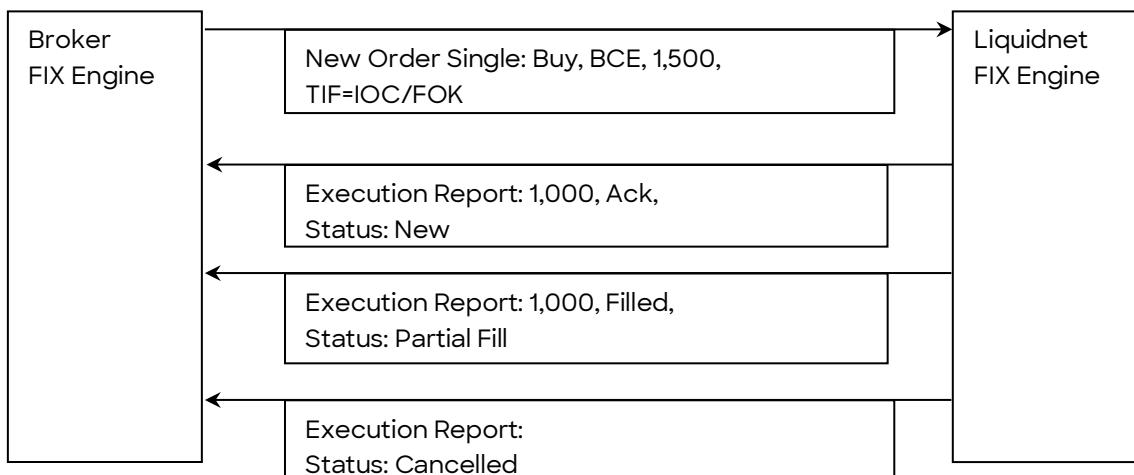 Broker
FIX Engine
New Order Single: Buy, BCE, 1,500,
TIF=IOC/FOK
Liquidnet
FIX Engine
Execution Report: 1,000, Ack,
Status: New
Execution Report: 1,000, Filled,
Status: Partial Fill
Execution Report:
Status: Cancelled